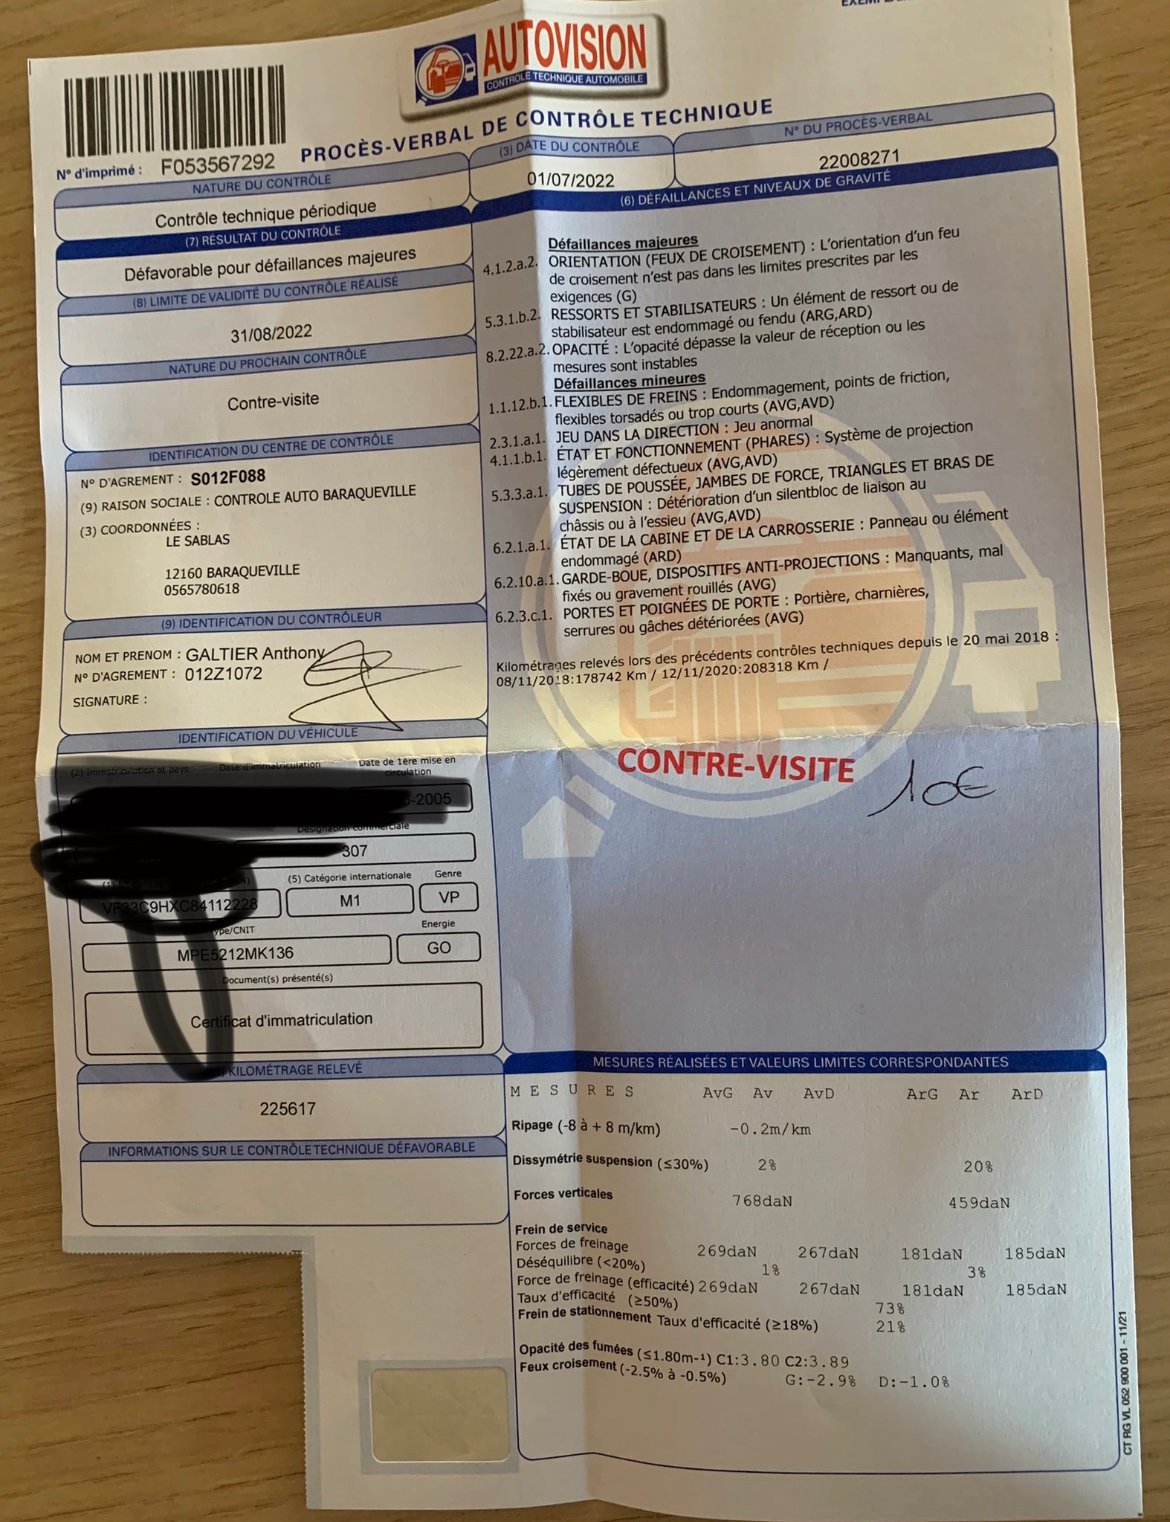 AUTOVISION
CONTRÔLE TECHNIQUE AUTOMOBILE
N° d'imprimé : F053567292
PROCÈS-VERBAL DE CONTRÔLE TECHNIQUE
NATURE DU CONTRÔLE
Contrôle technique périodique
(3) DATE DU CONTRÔLE
01/07/2022
N° DU PROCÈS-VERBAL
22008271
(7) RÉSULTAT DU CONTRÔLE
Défavorable pour défaillances majeures
(8) LIMITE DE VALIDITÉ DU CONTRÔLE RÉALISÉ
31/08/2022
NATURE DU PROCHAIN CONTRÔLE
Contre-visite
IDENTIFICATION DU CENTRE DE CONTRÔLE
N° D'AGREMENT : S012F088
(9) RAISON SOCIALE : CONTROLE AUTO BARAQUEVILLE
(3) COORDONNÉES :
LE SABLAS
12160 BARAQUEVILLE
0565780618
(9) IDENTIFICATION DU CONTRÔLEUR
NOM ET PRENOM : GALTIER Anthony
N° D'AGREMENT : 012Z1072
SIGNATURE :
IDENTIFICATION DU VÉHICULE
(2) Immatriculation et pays Date d'immatriculation Date de 1ère mise en
circulation
-2005
Désignation commerciale
307
(5) Catégorie internationale Genre
M1 VP
Energie
MPE5212MK136 GO
Document(s) présenté(s)
Certificat d'immatriculation
KILOMÉTRAGE RELEVÉ
225617
INFORMATIONS SUR LE CONTRÔLE TECHNIQUE DÉFAVORABLE
(6) DÉFAILLANCES ET NIVEAUX DE GRAVITÉ
Défaillances majeures
4.1.2.a.2. ORIENTATION (FEUX DE CROISEMENT) : L'orientation d'un feu
de croisement n'est pas dans les limites prescrites par les
exigences (G)
5.3.1.b.2. RESSORTS ET STABILISATEURS : Un élément de ressort ou de
stabilisateur est endommagé ou fendu (ARG,ARD)
8.2.22.a.2. OPACITÉ : L'opacité dépasse la valeur de réception ou les
mesures sont instables
Défaillances mineures
1.1.12.b.1. FLEXIBLES DE FREINS : Endommagement, points de friction,
flexibles torsadés ou trop courts (AVG,AVD)
2.3.1.a.1. JEU DANS LA DIRECTION : Jeu anormal
4.1.1.b.1. ÉTAT ET FONCTIONNEMENT (PHARES) : Système de projection
légèrement défectueux (AVG,AVD)
5.3.3.a.1. TUBES DE POUSSÉE, JAMBES DE FORCE, TRIANGLES ET BRAS DE
SUSPENSION : Détérioration d'un silentbloc de liaison au
châssis ou à l'essieu (AVG,AVD)
6.2.1.a.1. ÉTAT DE LA CABINE ET DE LA CARROSSERIE : Panneau ou élément
endommagé (ARD)
6.2.10.a.1. GARDE-BOUE, DISPOSITIFS ANTI-PROJECTIONS : Manquants, mal
fixés ou gravement rouillés (AVG)
6.2.3.c.1. PORTES ET POIGNÉES DE PORTE : Portière, charnières,
serrures ou gâches détériorées (AVG)
Kilométrages relevés lors des précédents contrôles techniques depuis le 20 mai 2018 :
08/11/2018:178742 Km / 12/11/2020:208318 Km /
CONTRE-VISITE
10€
MESURES RÉALISÉES ET VALEURS LIMITES CORRESPONDANTES
MESURES AvG Av AvD ArG Ar ArD
Ripage (-8 à + 8 m/km) -0.2m/km
Dissymétrie suspension (≤30%) 2% 20%
Forces verticales 768daN 459daN
Frein de service
Forces de freinage 269daN 267daN 181daN 185daN
Déséquilibre (<20%) 1% 3%
Force de freinage (efficacité) 269daN 267daN 181daN 185daN
Taux d'efficacité (≥50%) 73%
Frein de stationnement Taux d'efficacité (≥18%) 21%
Opacité des fumées (≤1.80m-¹) C1:3.80 C2:3.89
Feux croisement (-2.5% à -0.5%) G:-2.9% D:-1.0%
CT RG VL 052 900 001 - 11/21